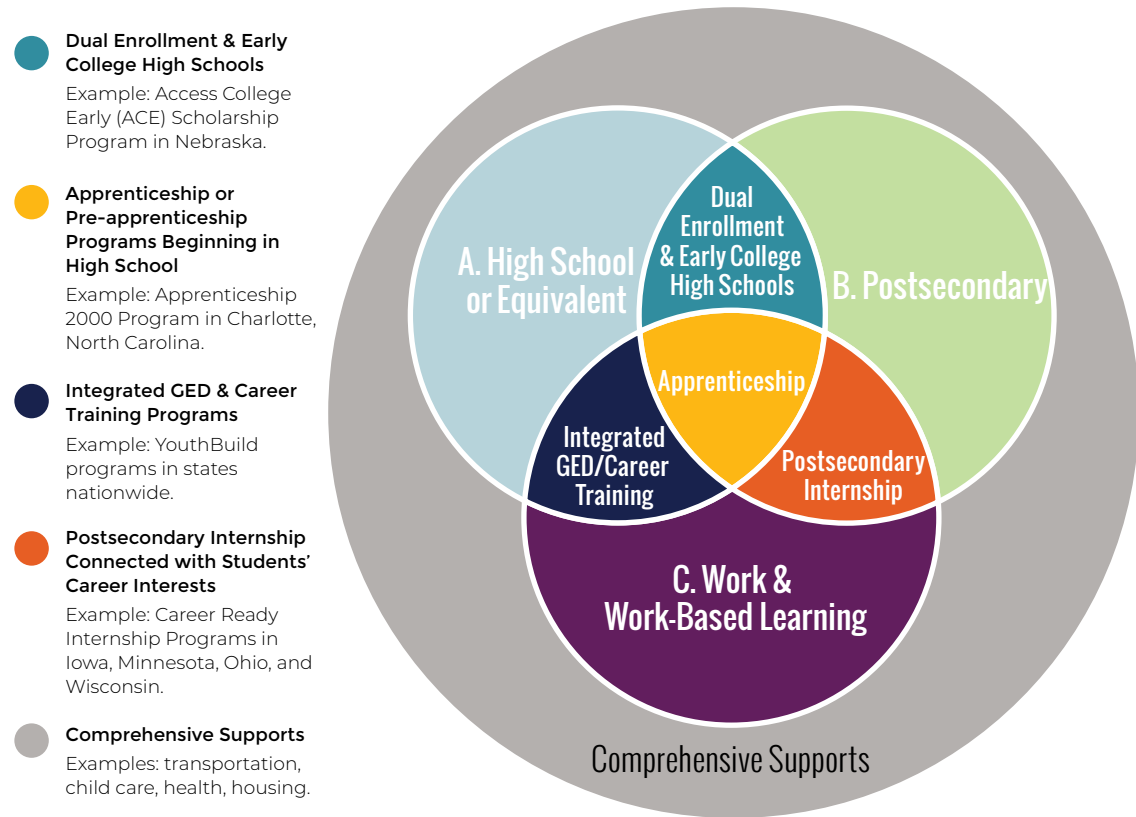 Dual Enrollment & Early
College High Schools
Example: Access College
Early (ACE) Scholarship
Program in Nebraska.
Apprenticeship or
Pre-apprenticeship
Programs Beginning in
High School
Example: Apprenticeship
2000 Program in Charlotte,
North Carolina.
Integrated GED & Career
Training Programs
Example: YouthBuild
programs in states
nationwide.
Postsecondary Internship
Connected with Students’
Career Interests
Example: Career Ready
Internship Programs in
Iowa, Minnesota, Ohio, and
Wisconsin.
Comprehensive Supports
Examples: transportation,
child care, health, housing.
A. High School
or Equivalent
Dual
Enrollment
& Early College
High Schools
B. Postsecondary
Apprenticeship
Integrated
GED/Career
Training
Postsecondary
Internship
C. Work &
Work-Based Learning
Comprehensive Supports